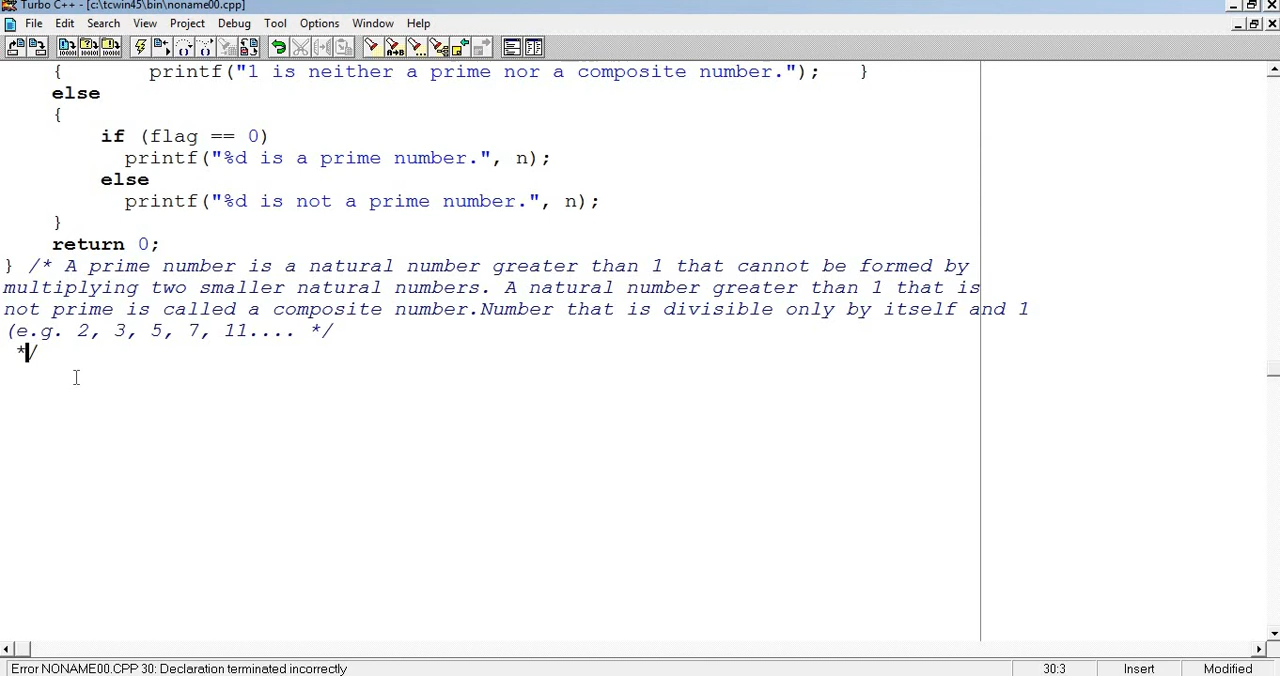 Turbo C++ - [c:\tcwin45\bin\noname00.cpp]
File Edit Search View Project Debug Tool Options Window Help
{ printf("1 is neither a prime nor a composite number."); }
else
{
if (flag == 0)
printf("%d is a prime number.", n);
else
printf("%d is not a prime number.", n);
}
return 0;
} /* A prime number is a natural number greater than 1 that cannot be formed by
multiplying two smaller natural numbers. A natural number greater than 1 that is
not prime is called a composite number.Number that is divisible only by itself and 1
(e.g. 2, 3, 5, 7, 11.... */
*/
Error NONAME00.CPP 30: Declaration terminated incorrectly 30:3 Insert Modified